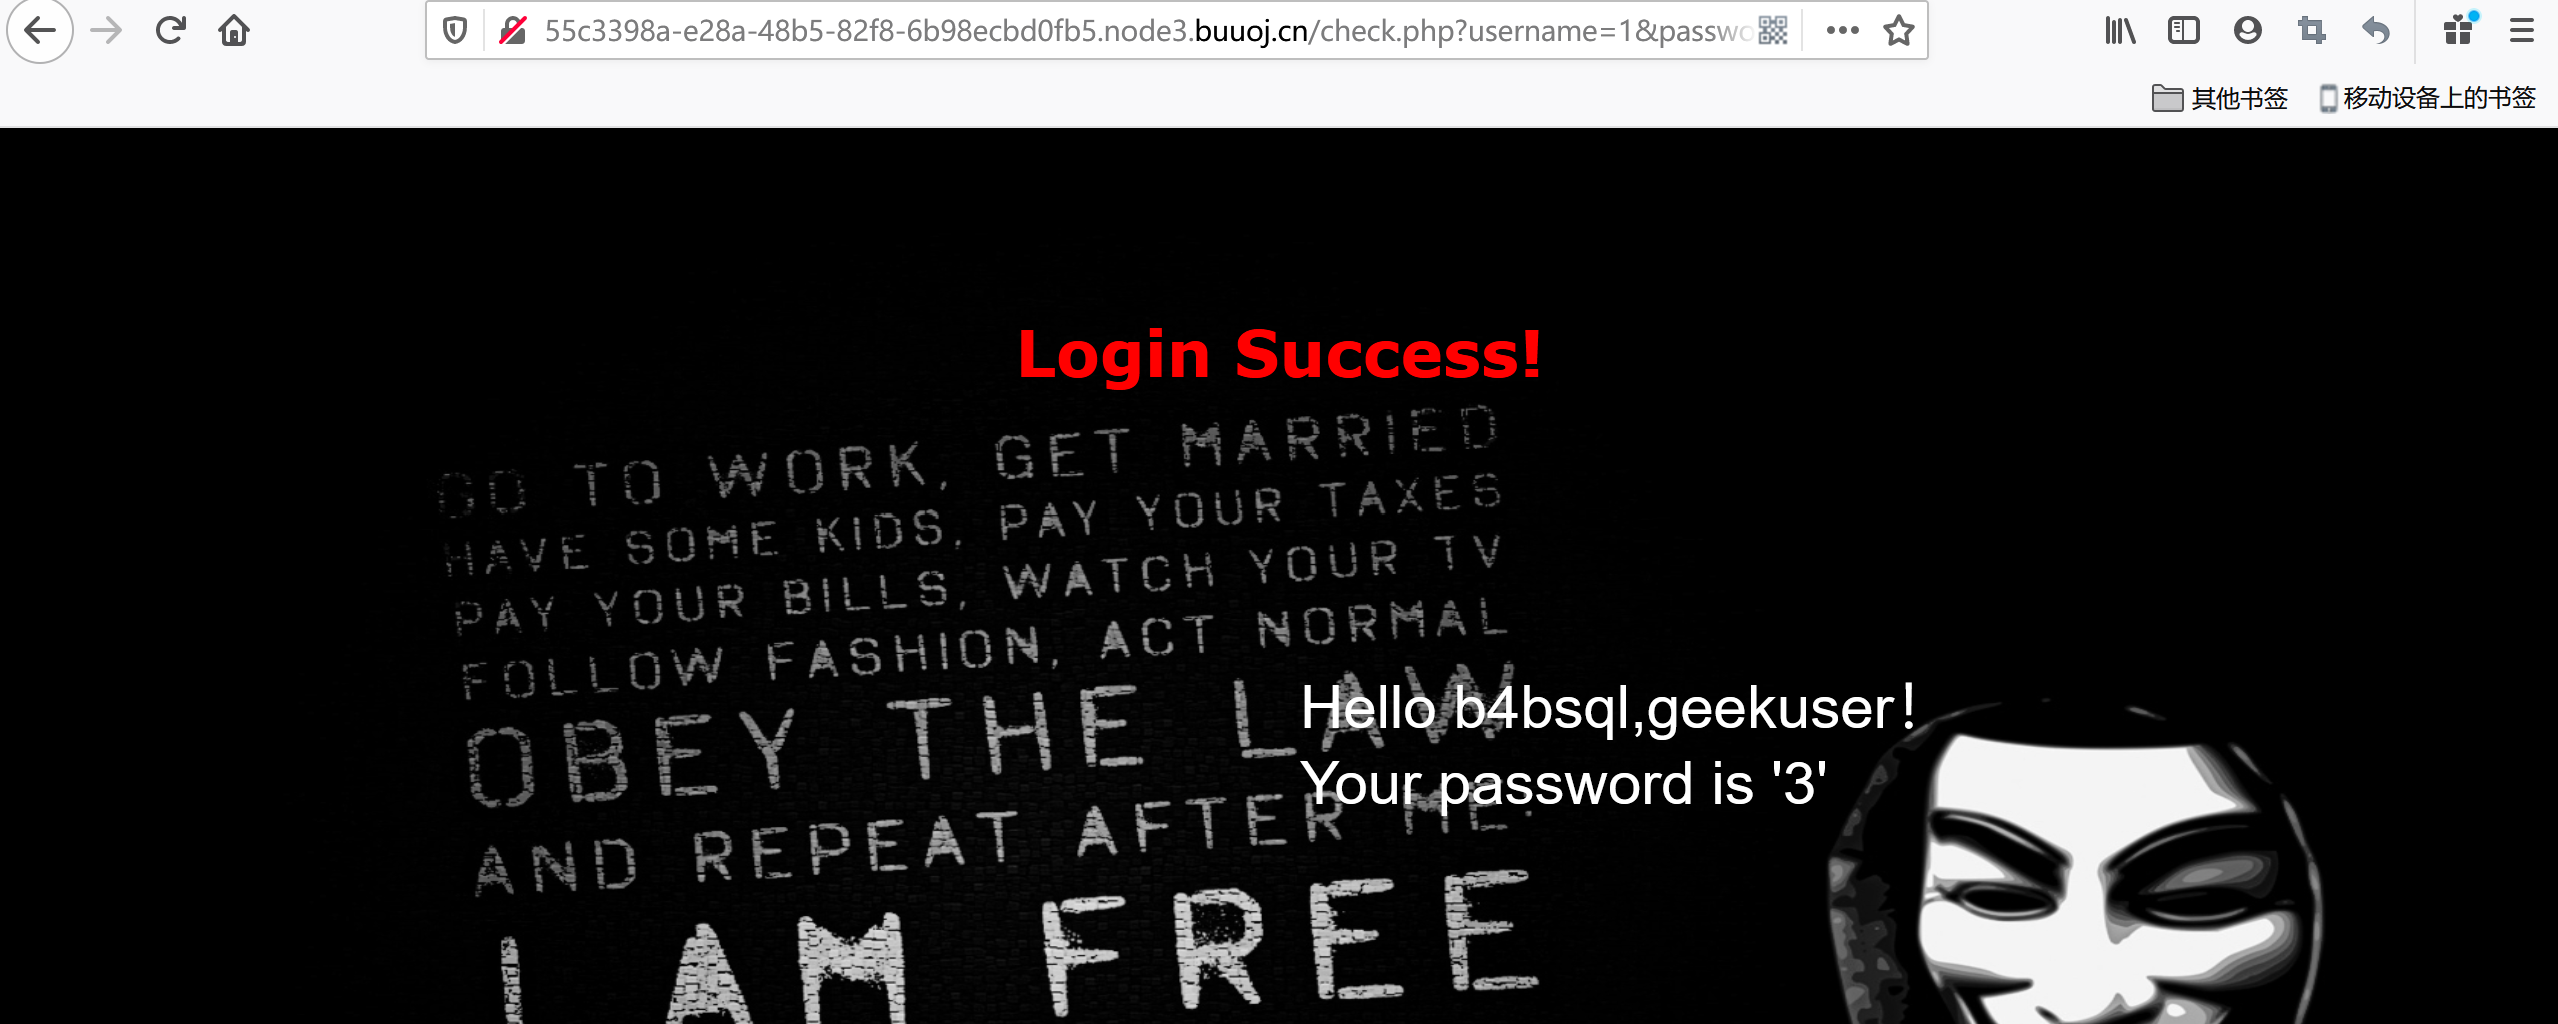 55c3398a-e28a-48b5-82f8-6b98ecbd0fb5.node3.buuoj.cn/check.php?username=1&passwo
其他书签
移动设备上的书签
Login Success!
GO TO WORK, GET MARRIED
HAVE SOME KIDS, PAY YOUR TAXES
PAY YOUR BILLS, WATCH YOUR TV
FOLLOW FASHION, ACT NORMAL
OBEY THE LAW
Hello b4bsql,geekuser!
Your password is '3'
AND REPEAT AFTER ME:
I AM FREE